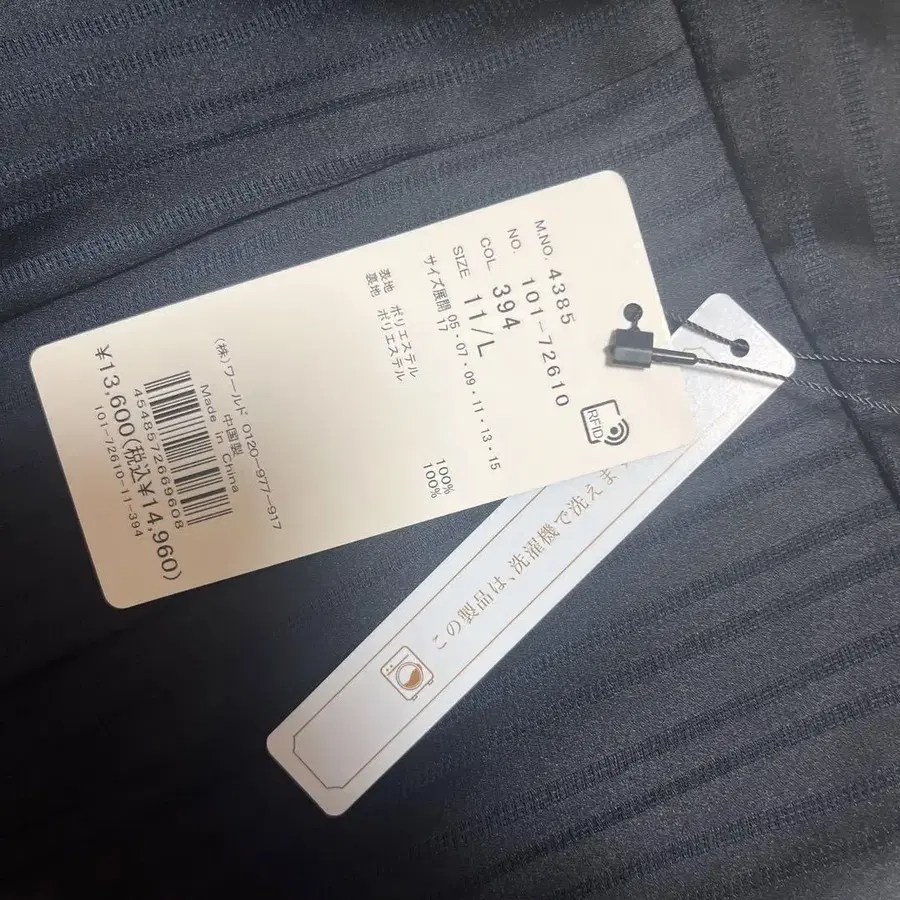 M.NO. 4385
NO. 101-72610
COL 394
SIZE 11/L
サイズ展開 05・07・09・11・13・15
17
表地 ポリエステル 100%
裏地 ポリエステル 100%
RFID
(株)ワールド 0120-977-917
中国製
Made in China
4548572669608
¥13,600(税込¥14,960)
101-72610-11-394
この製品は、洗濯機で洗えま